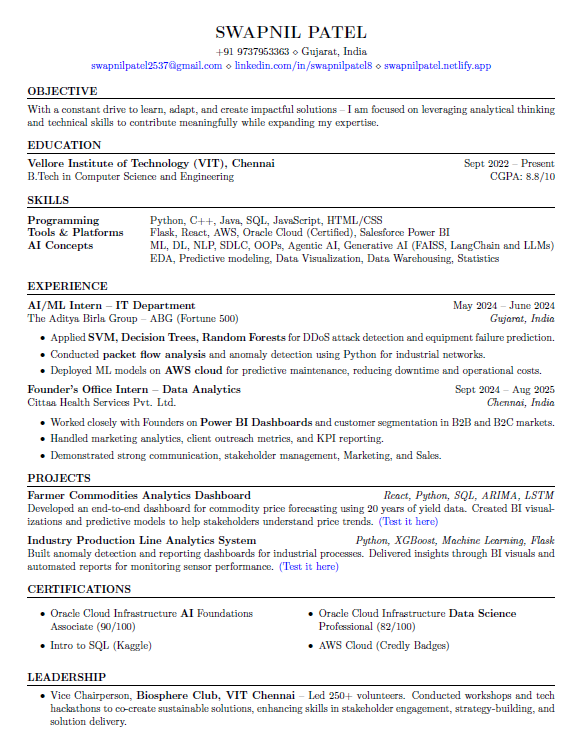 SWAPNIL PATEL
+91 9737953363 ⋄ Gujarat, India
swapnilpatel2537@gmail.com ⋄ linkedin.com/in/swapnilpatel8 ⋄ swapnilpatel.netlify.app
OBJECTIVE
With a constant drive to learn, adapt, and create impactful solutions – I am focused on leveraging analytical thinking
and technical skills to contribute meaningfully while expanding my expertise.
EDUCATION
Vellore Institute of Technology (VIT), Chennai Sept 2022 – Present
B.Tech in Computer Science and Engineering CGPA: 8.8/10
SKILLS
Programming Python, C++, Java, SQL, JavaScript, HTML/CSS
Tools & Platforms Flask, React, AWS, Oracle Cloud (Certified), Salesforce Power BI
AI Concepts ML, DL, NLP, SDLC, OOPs, Agentic AI, Generative AI (FAISS, LangChain and LLMs)
EDA, Predictive modeling, Data Visualization, Data Warehousing, Statistics
EXPERIENCE
AI/ML Intern – IT Department May 2024 – June 2024
The Aditya Birla Group – ABG (Fortune 500) Gujarat, India
• Applied SVM, Decision Trees, Random Forests for DDoS attack detection and equipment failure prediction.
• Conducted packet flow analysis and anomaly detection using Python for industrial networks.
• Deployed ML models on AWS cloud for predictive maintenance, reducing downtime and operational costs.
Founder's Office Intern – Data Analytics Sept 2024 – Aug 2025
Cittaa Health Services Pvt. Ltd. Chennai, India
• Worked closely with Founders on Power BI Dashboards and customer segmentation in B2B and B2C markets.
• Handled marketing analytics, client outreach metrics, and KPI reporting.
• Demonstrated strong communication, stakeholder management, Marketing, and Sales.
PROJECTS
Farmer Commodities Analytics Dashboard React, Python, SQL, ARIMA, LSTM
Developed an end-to-end dashboard for commodity price forecasting using 20 years of yield data. Created BI visual-
izations and predictive models to help stakeholders understand price trends. (Test it here)
Industry Production Line Analytics System Python, XGBoost, Machine Learning, Flask
Built anomaly detection and reporting dashboards for industrial processes. Delivered insights through BI visuals and
automated reports for monitoring sensor performance. (Test it here)
CERTIFICATIONS
• Oracle Cloud Infrastructure AI Foundations
Associate (90/100)
• Intro to SQL (Kaggle)
• Oracle Cloud Infrastructure Data Science
Professional (82/100)
• AWS Cloud (Credly Badges)
LEADERSHIP
• Vice Chairperson, Biosphere Club, VIT Chennai – Led 250+ volunteers. Conducted workshops and tech
hackathons to co-create sustainable solutions, enhancing skills in stakeholder engagement, strategy-building, and
solution delivery.